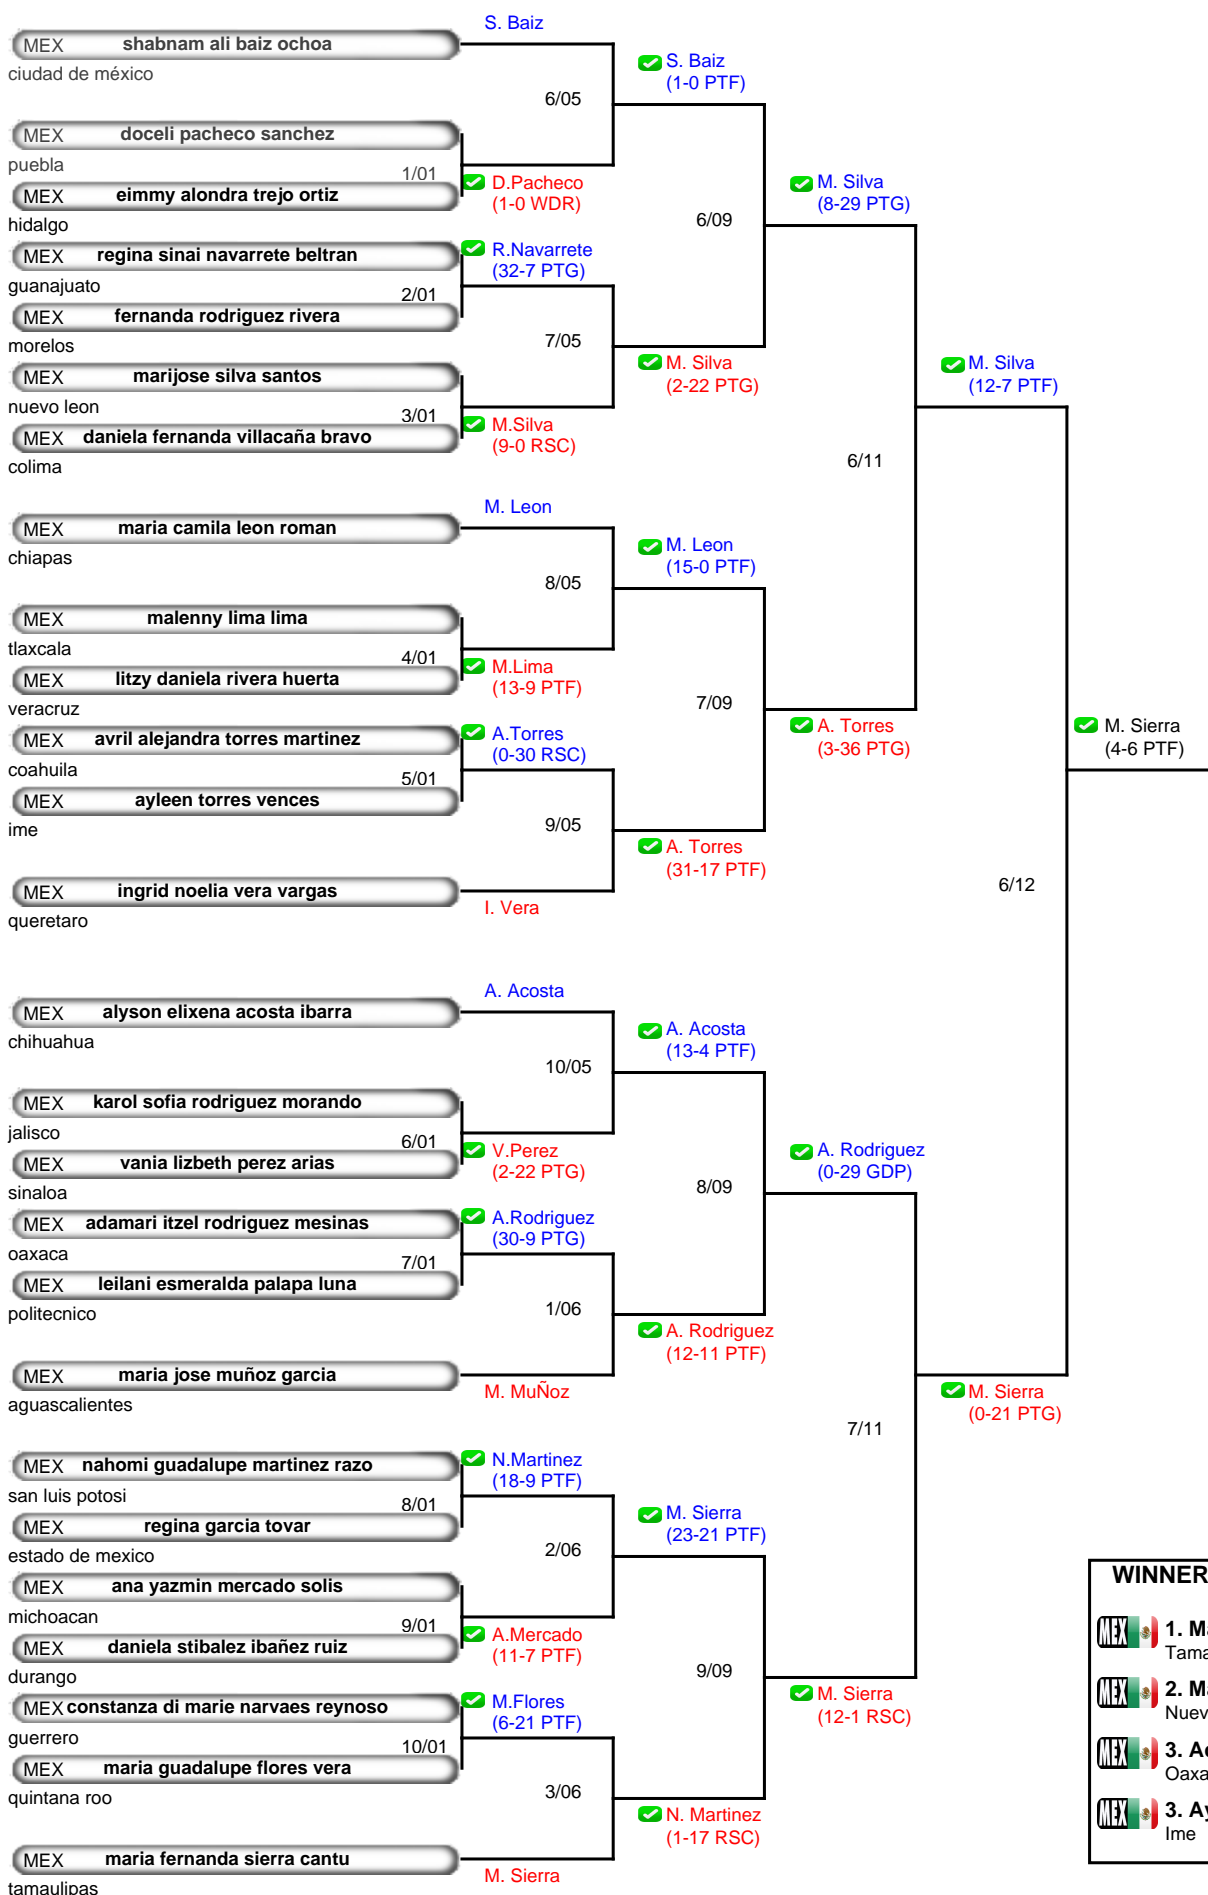 S. Baiz
MEX shabnam ali baiz ochoa
ciudad de méxico
S. Baiz
(1-0 PTF)
6/05
MEX doceli pacheco sanchez
puebla
1/01
D.Pacheco
(1-0 WDR)
MEX eimmy alondra trejo ortiz
hidalgo
M. Silva
(8-29 PTG)
6/09
MEX regina sinai navarrete beltran
guanajuato
R.Navarrete
(32-7 PTG)
2/01
MEX fernanda rodriguez rivera
morelos
7/05
M. Silva
(2-22 PTG)
M. Silva
(12-7 PTF)
MEX marijose silva santos
nuevo leon
3/01
M.Silva
(9-0 RSC)
MEX daniela fernanda villacaña bravo
colima
6/11
M. Leon
MEX maria camila leon roman
chiapas
M. Leon
(15-0 PTF)
8/05
MEX malenny lima lima
tlaxcala
4/01
M.Lima
(13-9 PTF)
MEX litzy daniela rivera huerta
veracruz
7/09
A. Torres
(3-36 PTG)
M. Sierra
(4-6 PTF)
MEX avril alejandra torres martinez
coahuila
A.Torres
(0-30 RSC)
5/01
MEX ayleen torres vences
ime
9/05
A. Torres
(31-17 PTF)
MEX ingrid noelia vera vargas
queretaro
I. Vera
6/12
A. Acosta
MEX alyson elixena acosta ibarra
chihuahua
A. Acosta
(13-4 PTF)
10/05
MEX karol sofia rodriguez morando
jalisco
6/01
V.Perez
(2-22 PTG)
MEX vania lizbeth perez arias
sinaloa
A. Rodriguez
(0-29 GDP)
8/09
MEX adamari itzel rodriguez mesinas
oaxaca
A.Rodriguez
(30-9 PTG)
7/01
MEX leilani esmeralda palapa luna
politecnico
1/06
A. Rodriguez
(12-11 PTF)
MEX maria jose muñoz garcia
aguascalientes
M. MuÑoz
M. Sierra
(0-21 PTG)
7/11
MEX nahomi guadalupe martinez razo
san luis potosi
N.Martinez
(18-9 PTF)
8/01
MEX regina garcia tovar
estado de mexico
M. Sierra
(23-21 PTF)
2/06
MEX ana yazmin mercado solis
michoacan
9/01
A.Mercado
(11-7 PTF)
MEX daniela stibalez ibañez ruiz
durango
9/09
M. Sierra
(12-1 RSC)
MEX constanza di marie narvaes reynoso
guerrero
M.Flores
(6-21 PTF)
10/01
MEX maria guadalupe flores vera
quintana roo
3/06
N. Martinez
(1-17 RSC)
MEX maria fernanda sierra cantu
tamaulipas
M. Sierra
WINNER
MEX 1. Ma
Tama
MEX 2. Ma
Nuev
MEX 3. Ad
Oaxa
MEX 3. Ay
Ime